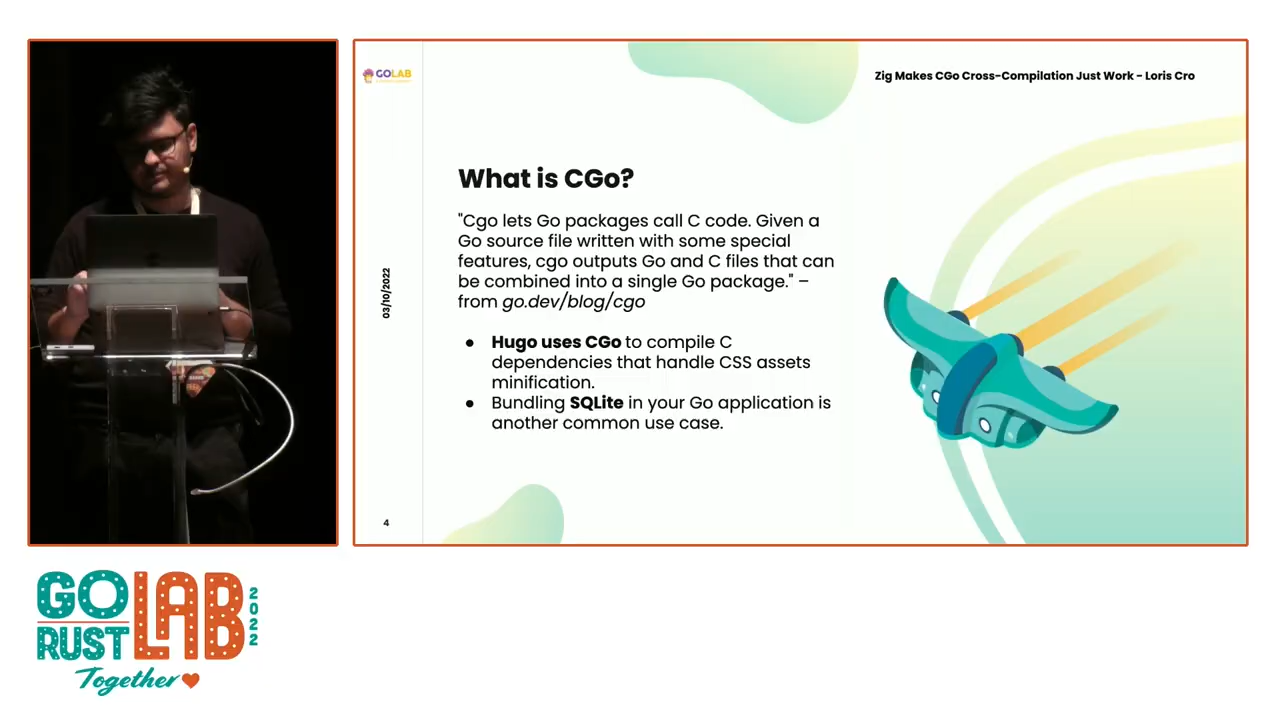 GOLAB
Zig Makes CGo Cross-Compilation Just Work - Loris Cro
What is CGo?
"Cgo lets Go packages call C code. Given a
Go source file written with some special
features, cgo outputs Go and C files that can
be combined into a single Go package." –
from go.dev/blog/cgo
● Hugo uses CGo to compile C
dependencies that handle CSS assets
minification.
● Bundling SQLite in your Go application is
another common use case.
03/10/2022
4
GO LAB 2022
RUST
Together